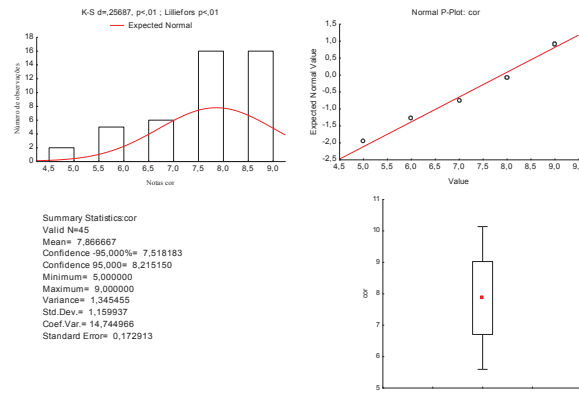 K-S d=,25687, p<,01 ; Lilliefors p<,01
Expected Normal
18
16
14
12
10
8
6
4
2
0
Número de observações
4,5 5,0 5,5 6,0 6,5 7,0 7,5 8,0 8,5 9,0
Notas cor
Normal P-Plot: cor
1,5
1,0
0,5
0,0
-0,5
-1,0
-1,5
-2,0
-2,5
Expected Normal Value
4,5 5,0 5,5 6,0 6,5 7,0 7,5 8,0 8,5 9,0 9,5
Value
Summary Statistics:cor
Valid N=45
Mean= 7,866667
Confidence -95,000%= 7,518183
Confidence 95,000= 8,215150
Minimum= 5,000000
Maximum= 9,000000
Variance= 1,345455
Std.Dev.= 1,159937
Coef.Var.= 14,744966
Standard Error= 0,172913
11
10
9
8
7
6
5
cor